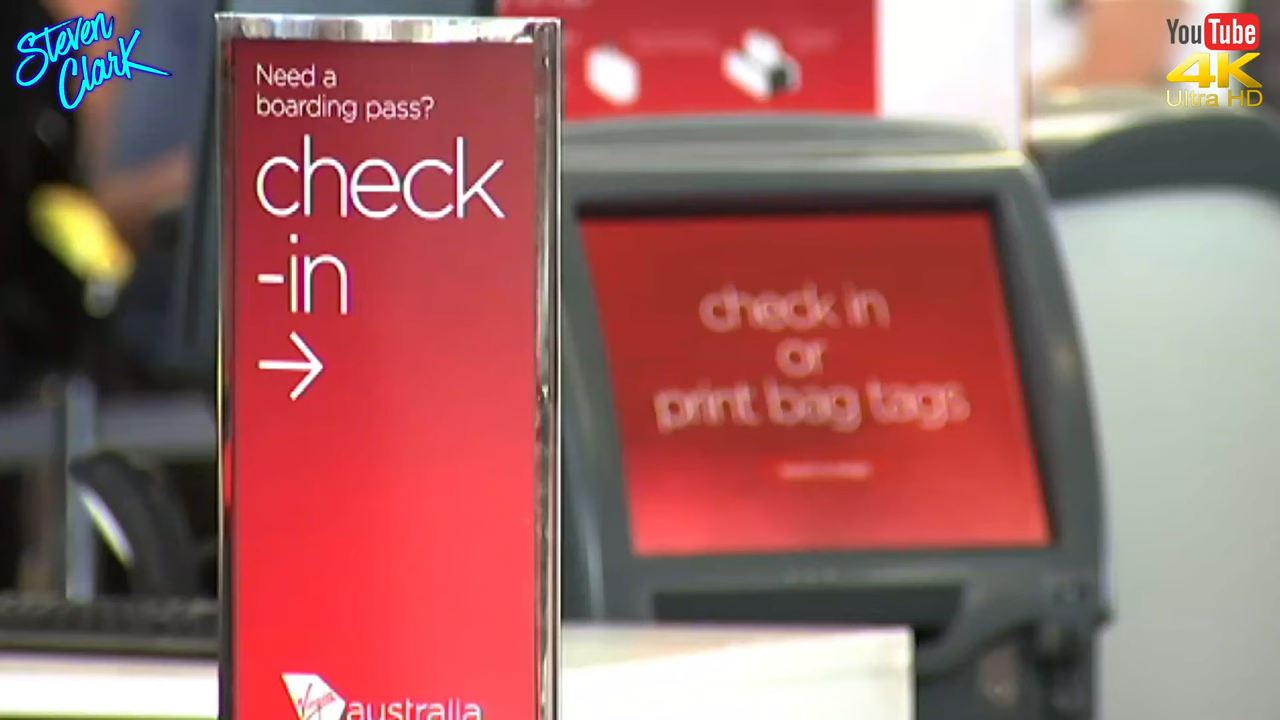 Steven
Clark
YouTube
4K
Ultra HD
Need a
boarding pass?
check
-in
→
Virgin australia
check in
or
print bag tags